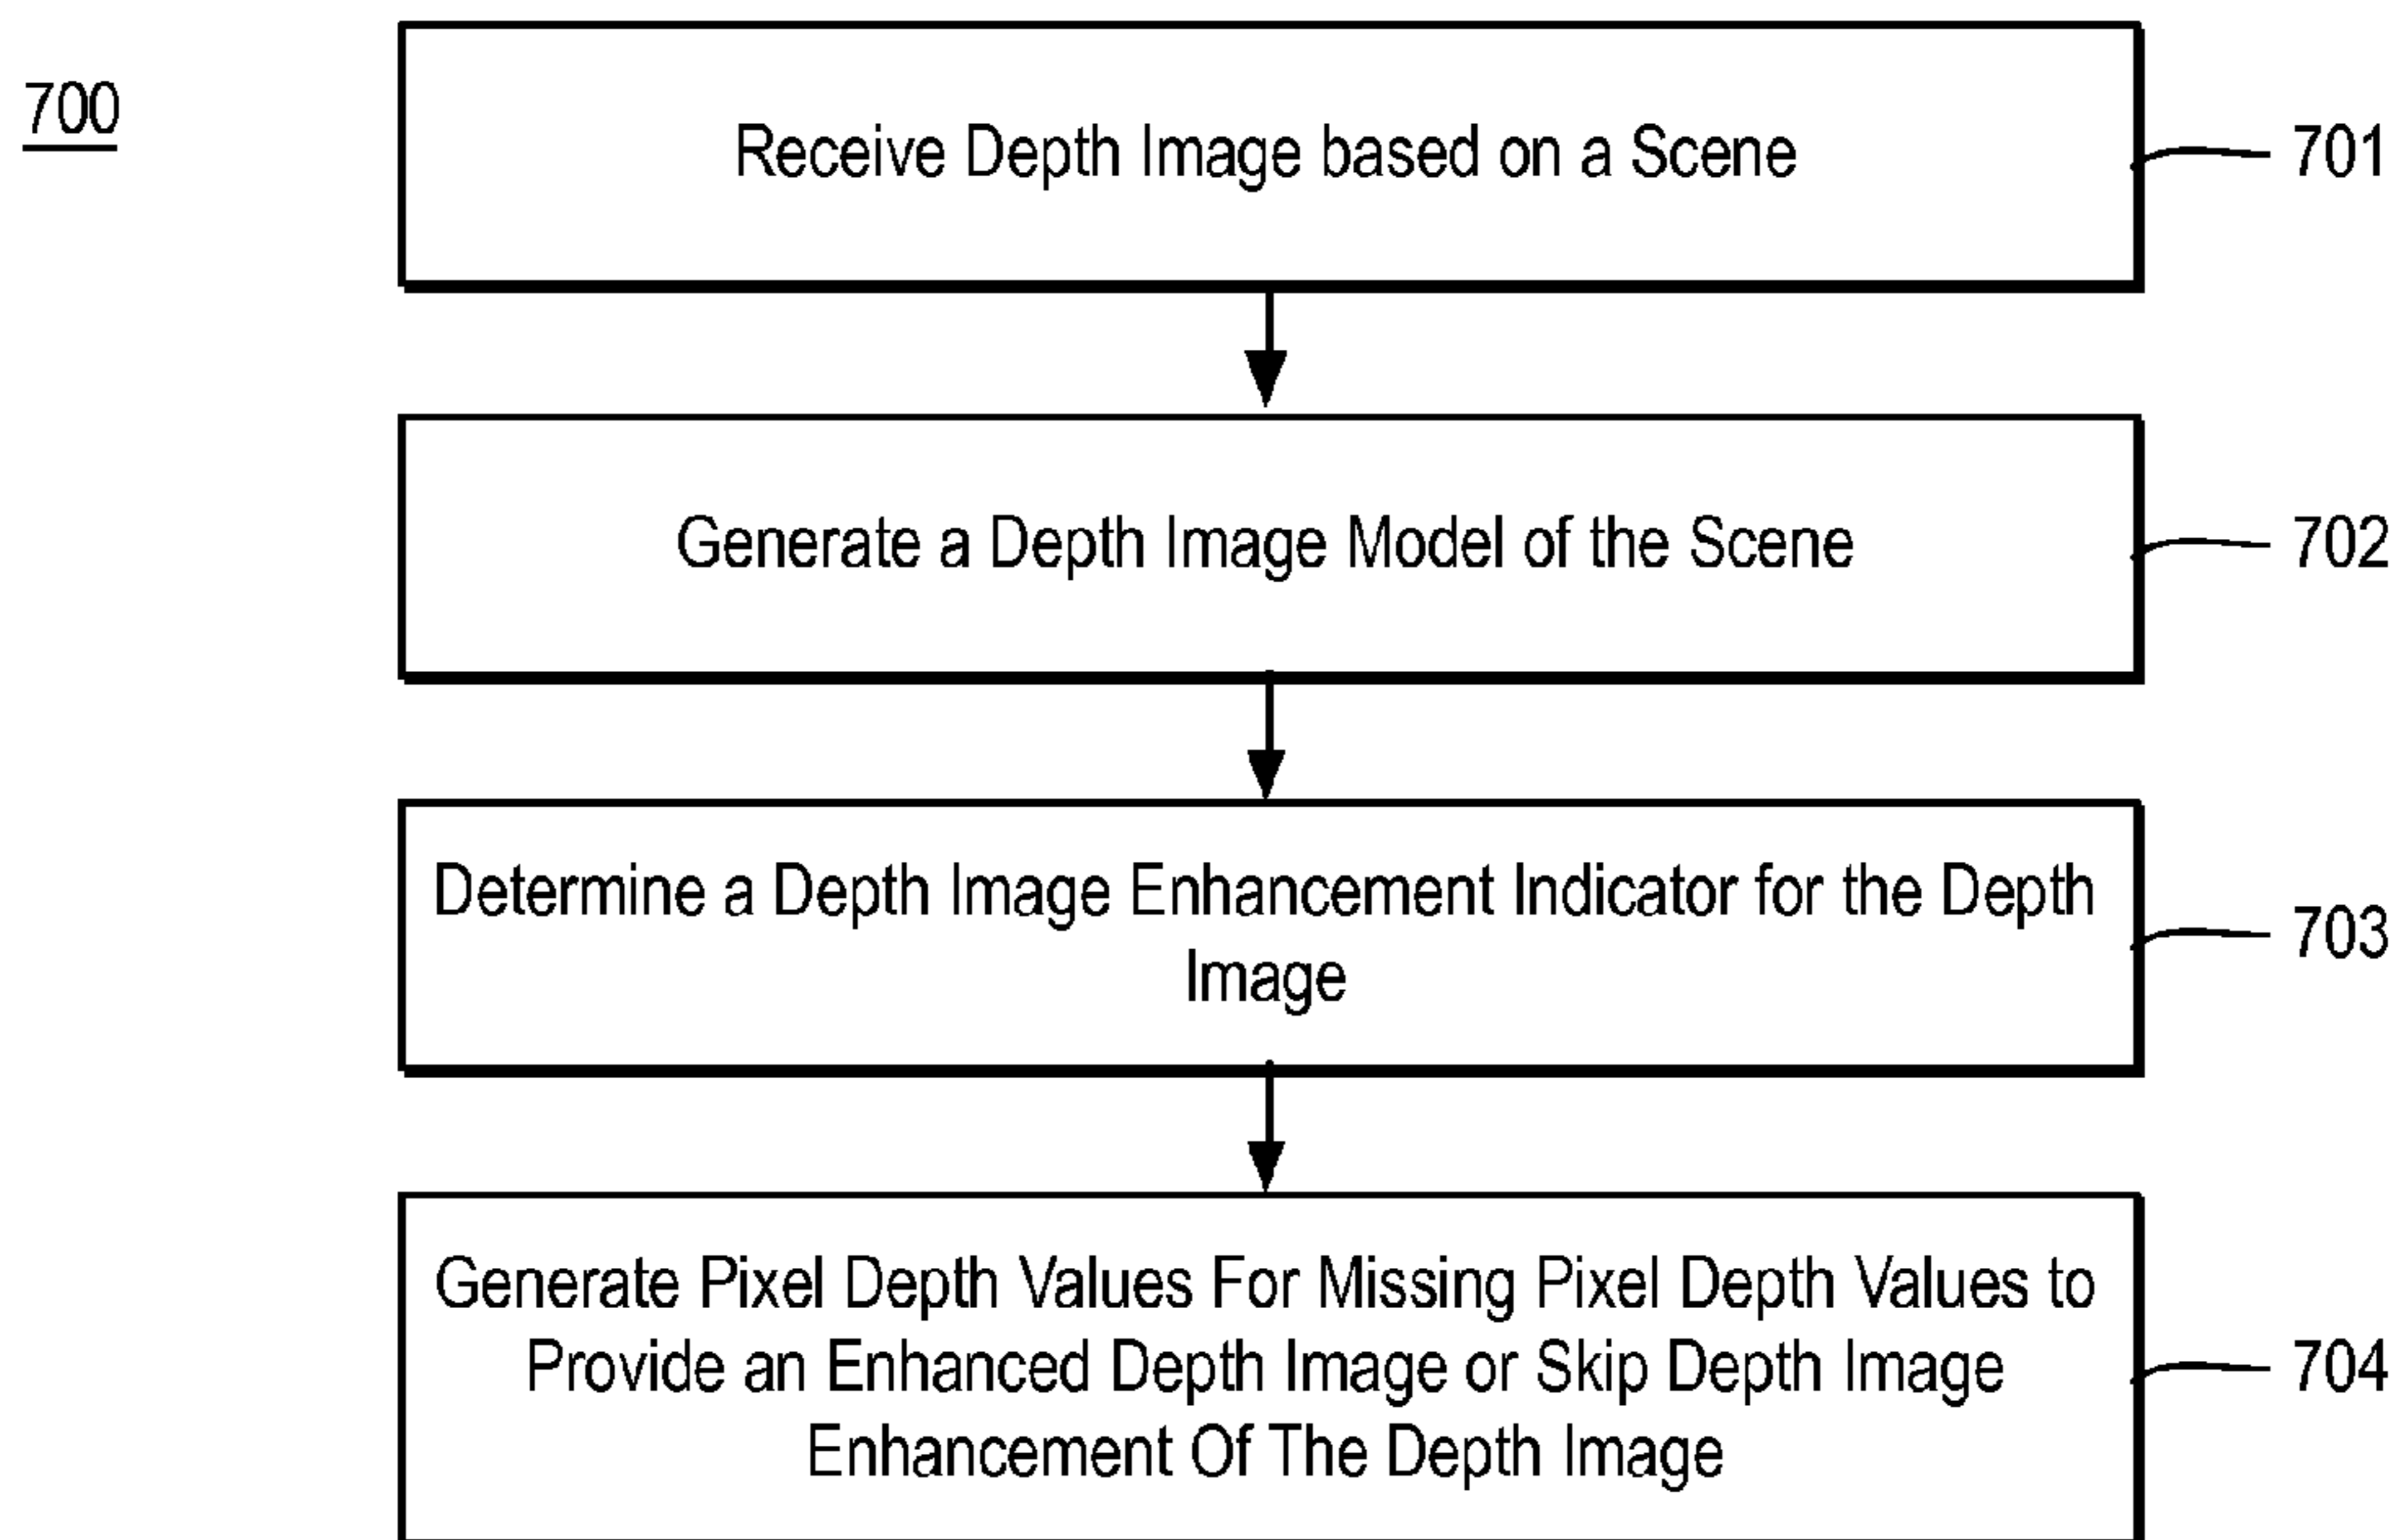 700
Receive Depth Image based on a Scene
701
Generate a Depth Image Model of the Scene
702
Determine a Depth Image Enhancement Indicator for the Depth
Image
703
Generate Pixel Depth Values For Missing Pixel Depth Values to
Provide an Enhanced Depth Image or Skip Depth Image
Enhancement Of The Depth Image
704